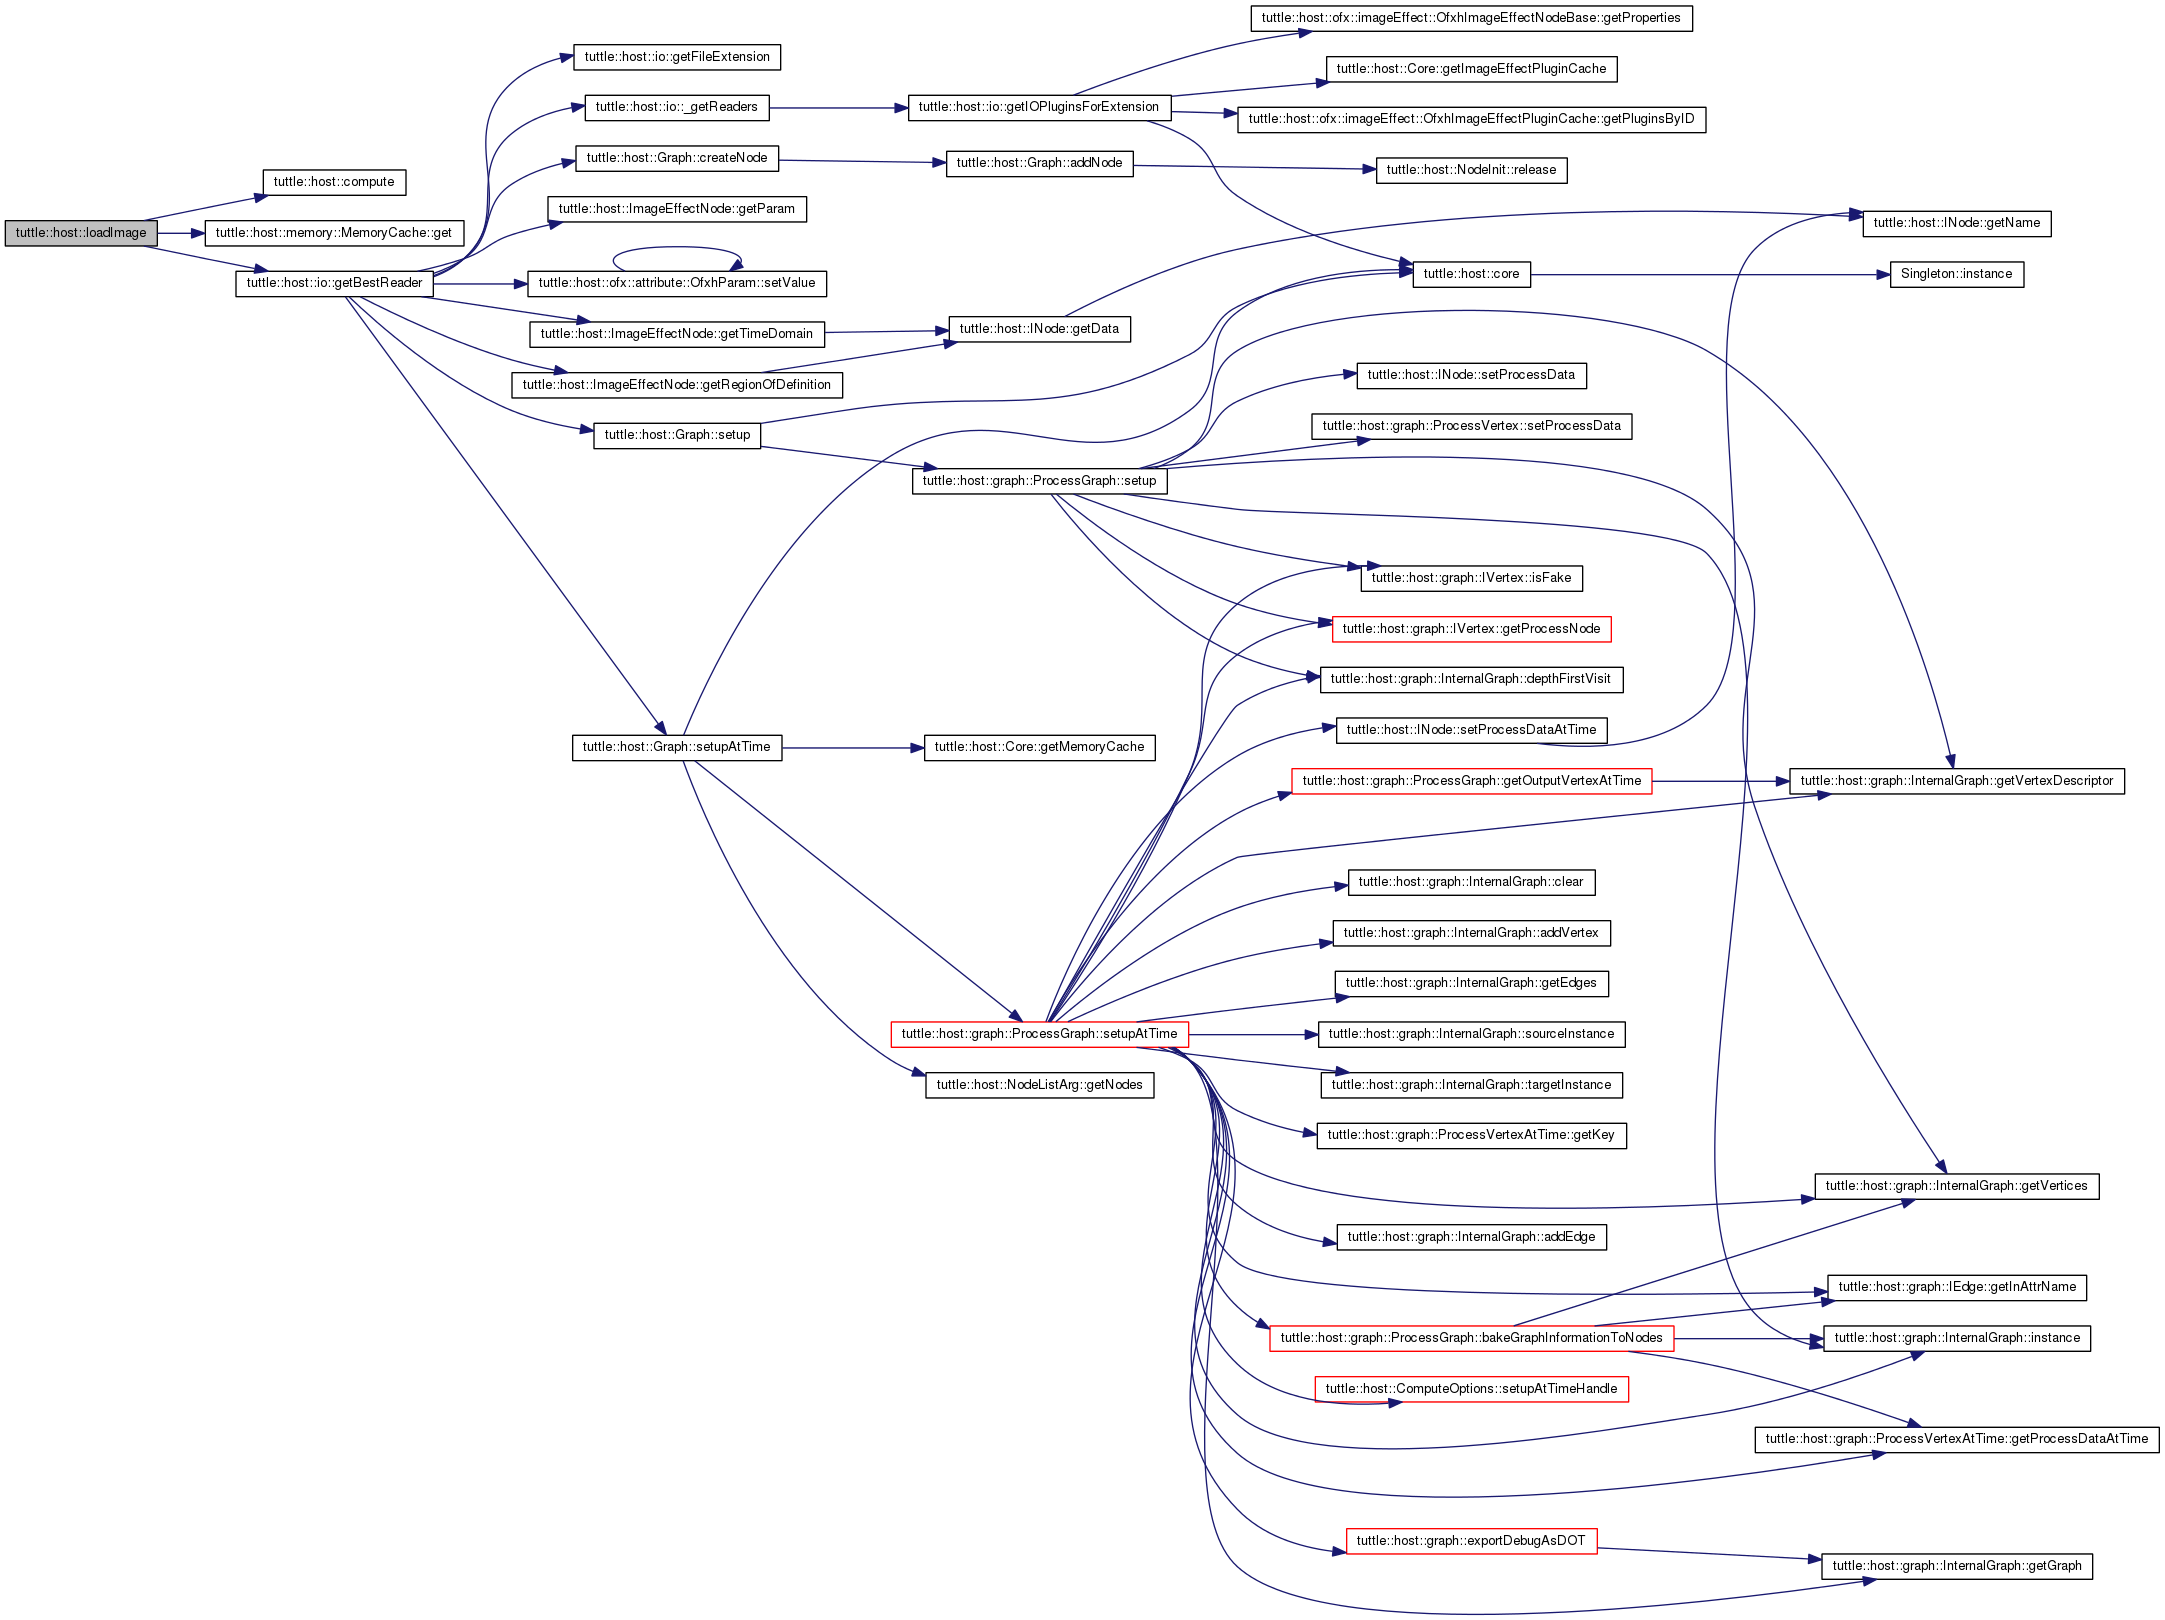 tuttle::host::ofx::imageEffect::OfxhImageEffectNodeBase::getProperties
tuttle::host::io::getFileExtension
tuttle::host::Core::getImageEffectPluginCache
tuttle::host::io::_getReaders
tuttle::host::io::getIOPluginsForExtension
tuttle::host::ofx::imageEffect::OfxhImageEffectPluginCache::getPluginsByID
tuttle::host::Graph::createNode
tuttle::host::Graph::addNode
tuttle::host::NodeInit::release
tuttle::host::compute
tuttle::host::ImageEffectNode::getParam
tuttle::host::INode::getName
tuttle::host::loadImage
tuttle::host::memory::MemoryCache::get
tuttle::host::core
Singleton::instance
tuttle::host::io::getBestReader
tuttle::host::ofx::attribute::OfxhParam::setValue
tuttle::host::INode::getData
tuttle::host::ImageEffectNode::getTimeDomain
tuttle::host::INode::setProcessData
tuttle::host::ImageEffectNode::getRegionOfDefinition
tuttle::host::graph::ProcessVertex::setProcessData
tuttle::host::Graph::setup
tuttle::host::graph::ProcessGraph::setup
tuttle::host::graph::IVertex::isFake
tuttle::host::graph::IVertex::getProcessNode
tuttle::host::graph::InternalGraph::depthFirstVisit
tuttle::host::INode::setProcessDataAtTime
tuttle::host::Graph::setupAtTime
tuttle::host::Core::getMemoryCache
tuttle::host::graph::ProcessGraph::getOutputVertexAtTime
tuttle::host::graph::InternalGraph::getVertexDescriptor
tuttle::host::graph::InternalGraph::clear
tuttle::host::graph::InternalGraph::addVertex
tuttle::host::graph::InternalGraph::getEdges
tuttle::host::graph::ProcessGraph::setupAtTime
tuttle::host::graph::InternalGraph::sourceInstance
tuttle::host::NodeListArg::getNodes
tuttle::host::graph::InternalGraph::targetInstance
tuttle::host::graph::ProcessVertexAtTime::getKey
tuttle::host::graph::InternalGraph::getVertices
tuttle::host::graph::InternalGraph::addEdge
tuttle::host::graph::IEdge::getInAttrName
tuttle::host::graph::ProcessGraph::bakeGraphInformationToNodes
tuttle::host::graph::InternalGraph::instance
tuttle::host::ComputeOptions::setupAtTimeHandle
tuttle::host::graph::ProcessVertexAtTime::getProcessDataAtTime
tuttle::host::graph::exportDebugAsDOT
tuttle::host::graph::InternalGraph::getGraph